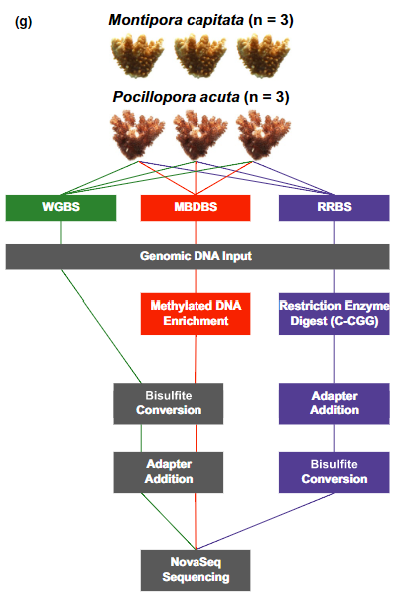 (g)
Montipora capitata (n = 3)
Pocillopora acuta (n = 3)
WGBS
MBDBS
RRBS
Genomic DNA Input
Methylated DNA
Enrichment
Restriction Enzyme
Digest (C-CGG)
Bisulfite
Conversion
Adapter
Addition
Adapter
Addition
Bisulfite
Conversion
NovaSeq
Sequencing